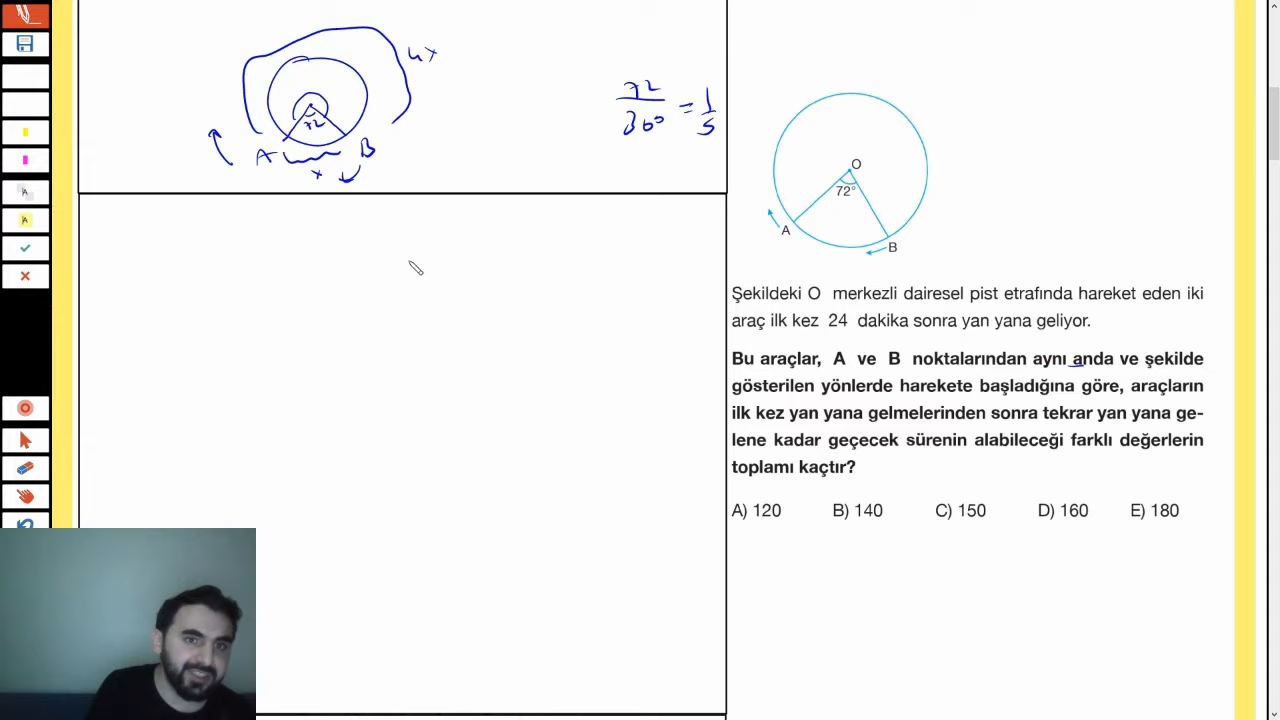 4x
72
A
B
x
72
360° = 1
5
O
72°
A
B
Şekildeki O merkezli dairesel pist etrafında hareket eden iki
araç ilk kez 24 dakika sonra yan yana geliyor.
Bu araçlar, A ve B noktalarından aynı anda ve şekilde
gösterilen yönlerde harekete başladığına göre, araçların
ilk kez yan yana gelmelerinden sonra tekrar yan yana ge-
lene kadar geçecek sürenin alabileceği farklı değerlerin
toplamı kaçtır?
A) 120 B) 140 C) 150 D) 160 E) 180